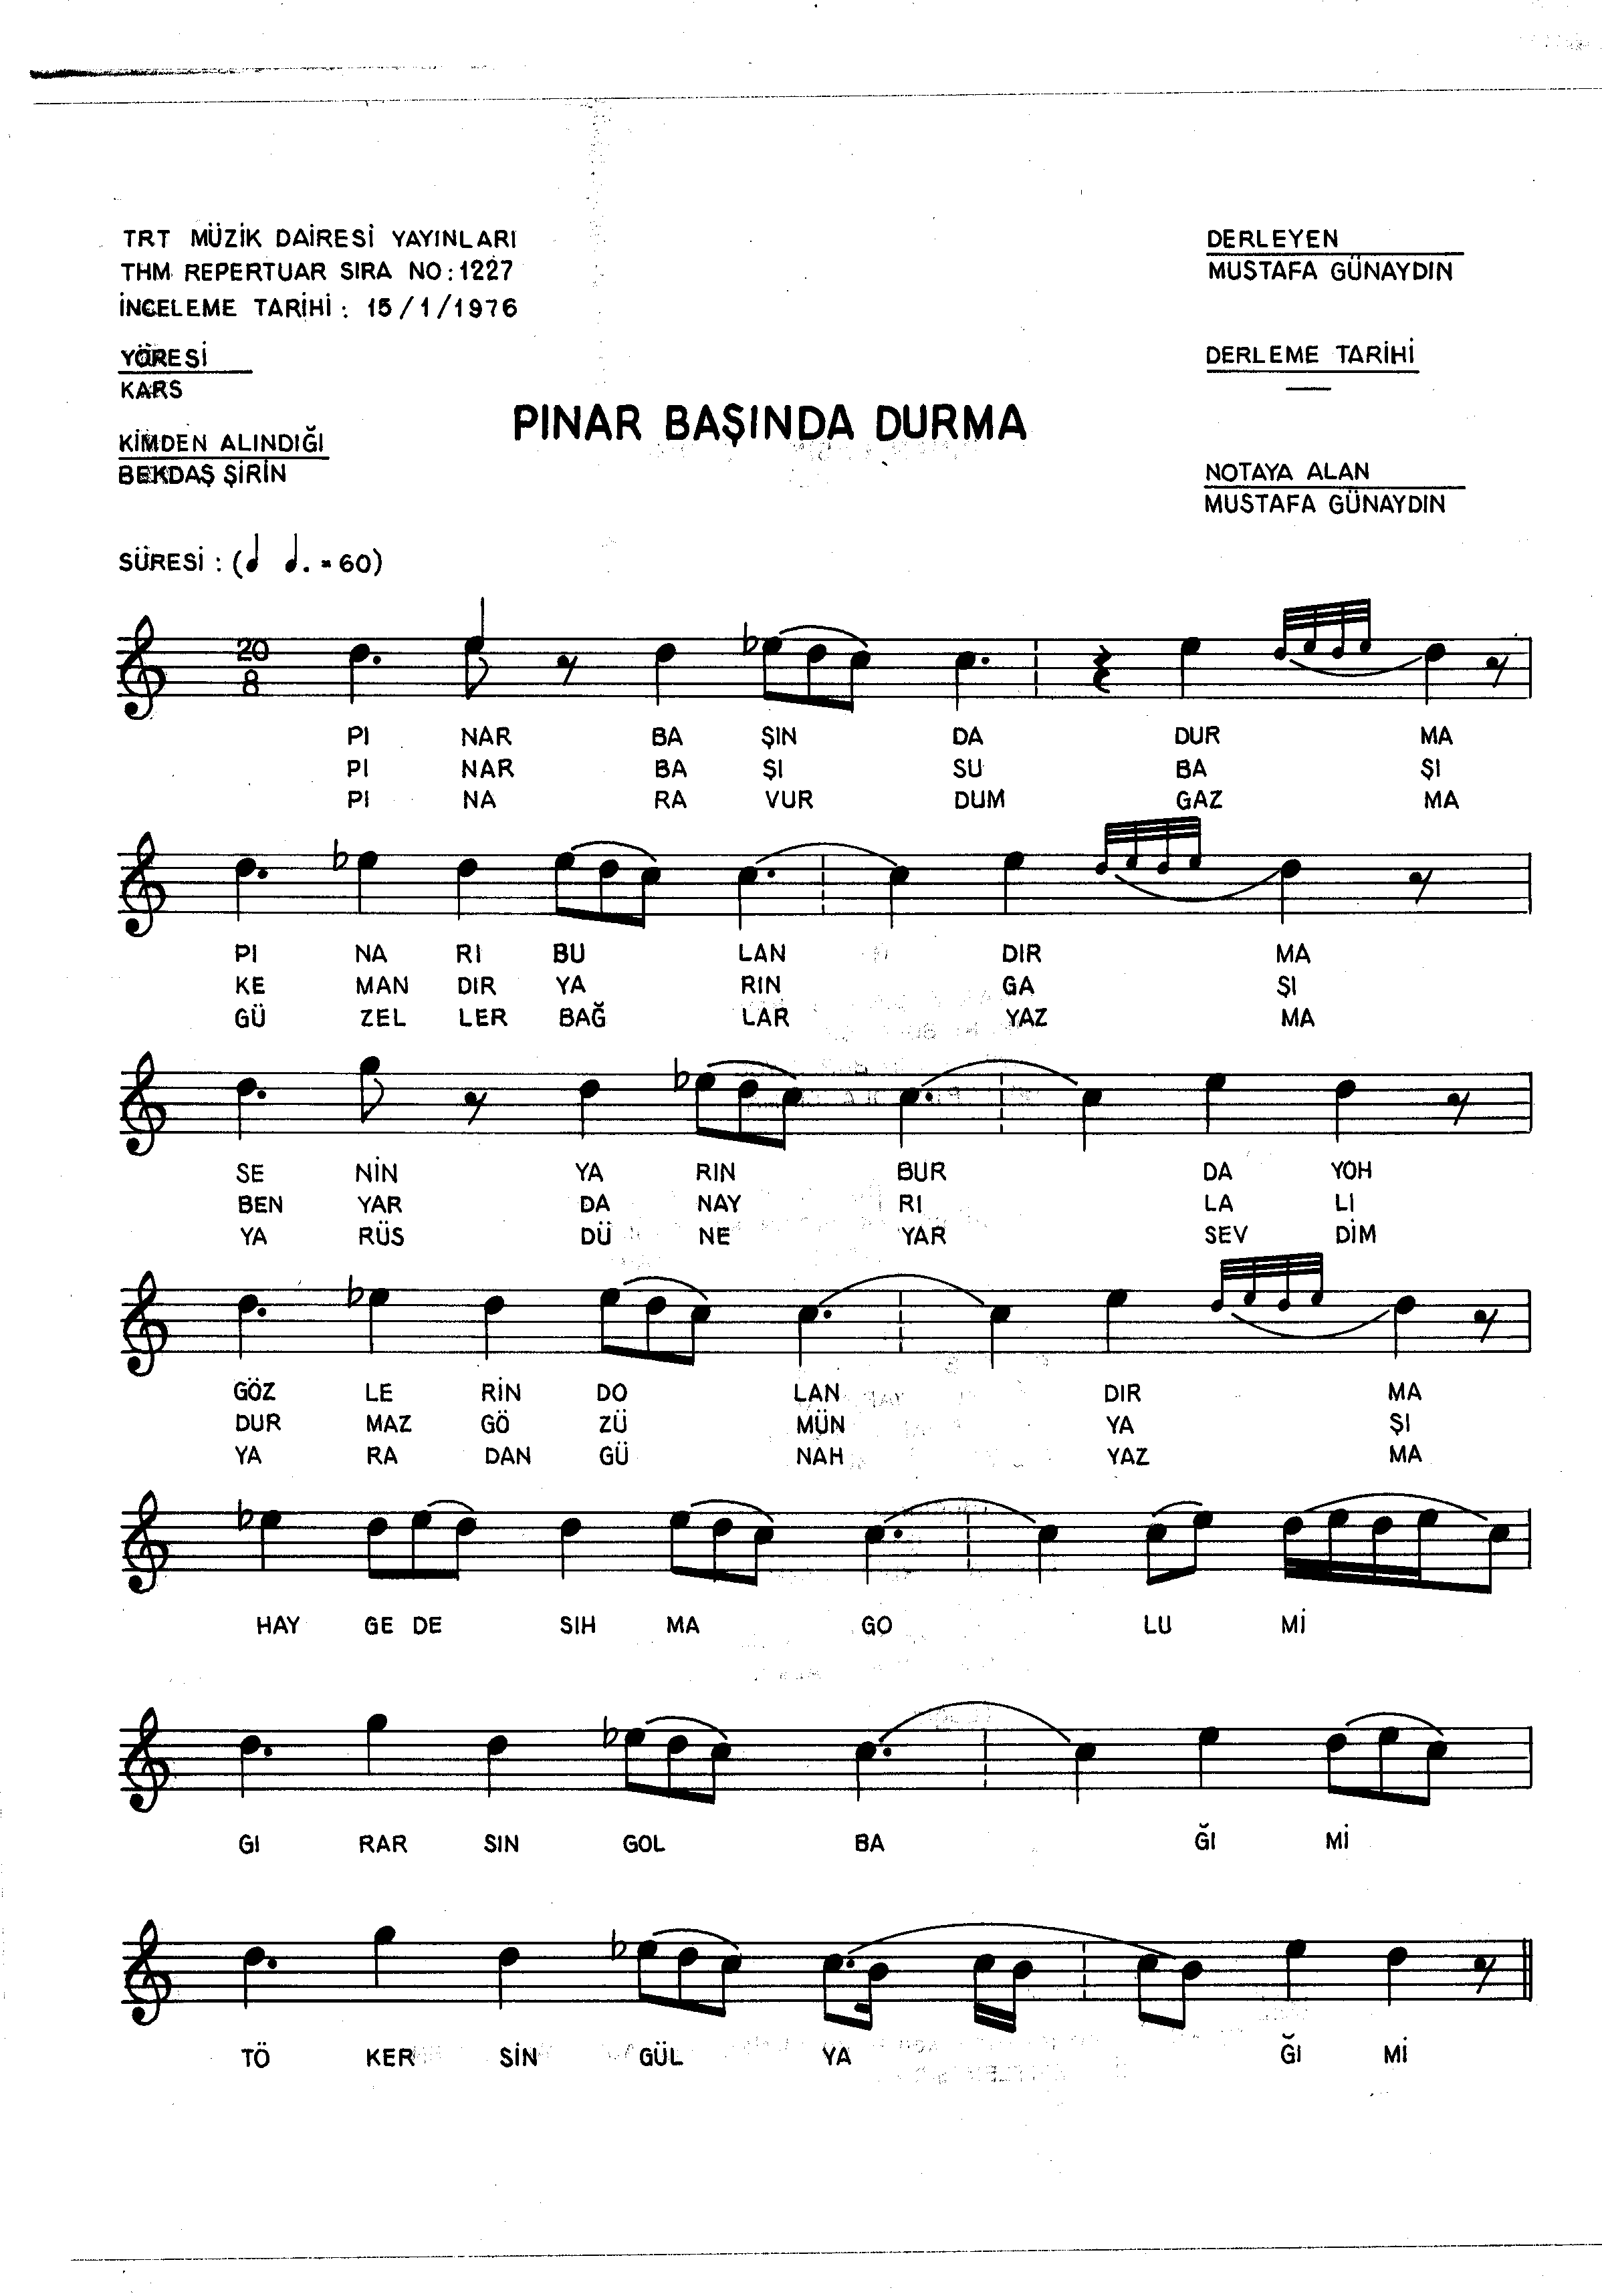 TRT MÜZİK DAİRESİ YAYINLARI
THM REPERTUAR SIRA NO : 1227
İNCELEME TARİHİ : 15 / 1 / 1976
YÖRESİ
KARS
KİMDEN ALINDIĞI
BEKDAŞ ŞİRİN
DERLEYEN
MUSTAFA GÜNAYDIN
DERLEME TARİHİ
—
NOTAYA ALAN
MUSTAFA GÜNAYDIN
PINAR BAŞINDA DURMA
SÜRESİ : (♩ ♩. = 60)
20
8
PI NAR BA ŞIN DA DUR MA
PI NAR BA ŞI SU BA ŞI
PI NA RA VUR DUM GAZ MA
PI NA RI BU LAN DIR MA
KE MAN DIR YA RIN GA ŞI
GÜ ZEL LER BAĞ LAR YAZ MA
SE NİN YA RIN BUR DA YOH
BEN YAR DA NAY RI LA LI
YA RÜS DÜ NE YAR SEV DİM
GÖZ LE RİN DO LAN DIR MA
DUR MAZ GÖ ZÜ MÜN YA ŞI
YA RA DAN GÜ NAH YAZ MA
HAY GE DE SIH MA GO LU Mİ
GI RAR SIN GOL BA ĞI Mİ
TÖ KER SİN GÜL YA ĞI Mİ